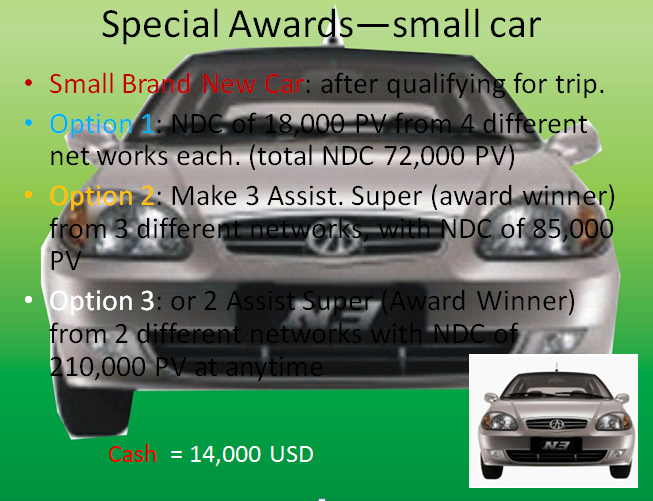 Special Awards—small car
• Small Brand New Car: after qualifying for trip.
• Option 1: NDC of 18,000 PV from 4 different
net works each. (total NDC 72,000 PV)
• Option 2: Make 3 Assist. Super (award winner)
from 3 different networks, with NDC of 85,000
PV
• Option 3: or 2 Assist Super (Award Winner)
from 2 different networks with NDC of
210,000 PV at anytime
N3
N3
Cash = 14,000 USD